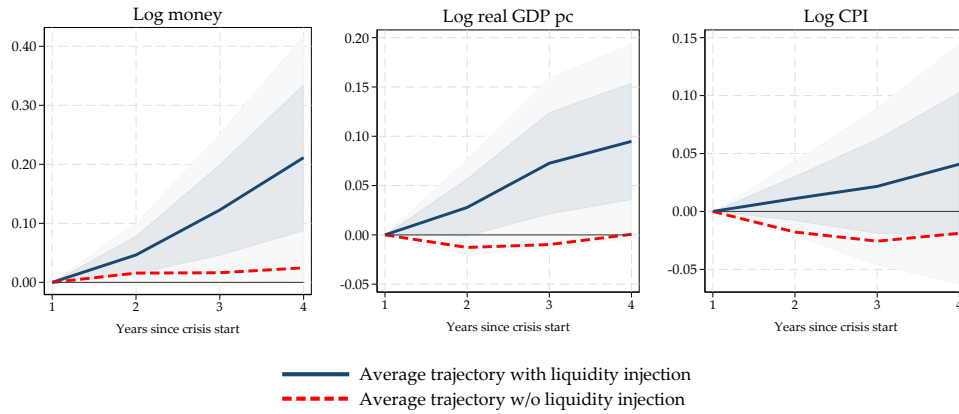 Log money
0.40
0.30
0.20
0.10
0.00
1 2 3 4
Years since crisis start
Log real GDP pc
0.20
0.15
0.10
0.05
0.00
-0.05
1 2 3 4
Years since crisis start
Log CPI
0.15
0.10
0.05
0.00
-0.05
1 2 3 4
Years since crisis start
Average trajectory with liquidity injection
Average trajectory w/o liquidity injection